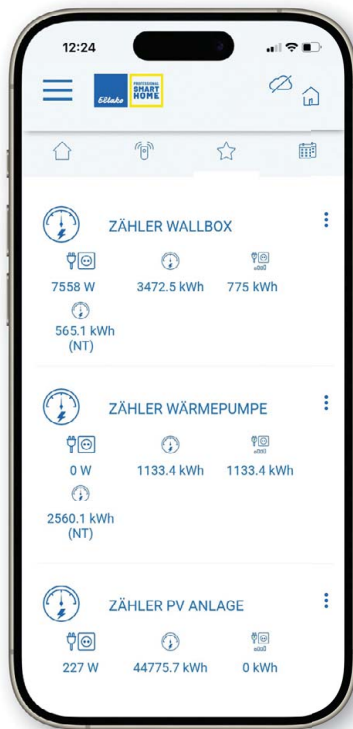 12:24
Eltako
PROFESSIONAL
SMART
HOME
ZÄHLER WALLBOX
7558 W 3472.5 kWh 775 kWh
565.1 kWh
(NT)
ZÄHLER WÄRMEPUMPE
0 W 1133.4 kWh 1133.4 kWh
2560.1 kWh
(NT)
ZÄHLER PV ANLAGE
227 W 44775.7 kWh 0 kWh